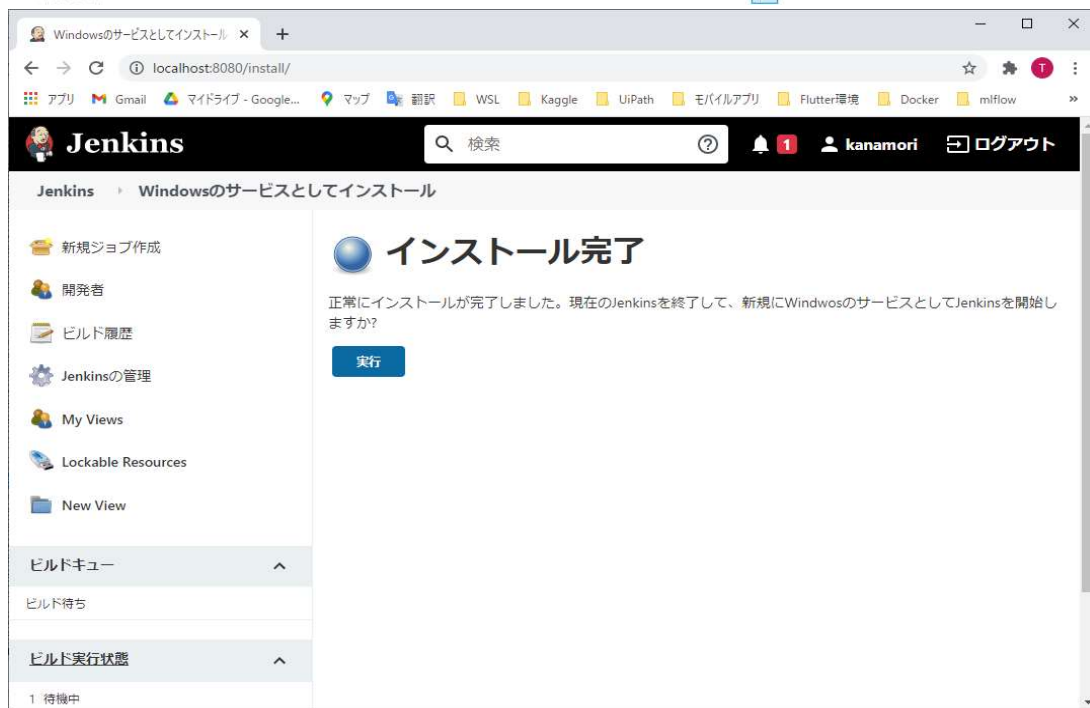 Windowsのサービスとしてインストール
localhost:8080/install/
アプリ Gmail マイドライブ - Google... マップ 翻訳 WSL Kaggle UiPath モバイルアプリ Flutter環境 Docker mlflow »
T
Jenkins 検索 1 kanamori ログアウト
Jenkins Windowsのサービスとしてインストール
新規ジョブ作成
開発者
ビルド履歴
Jenkinsの管理
My Views
Lockable Resources
New View
ビルドキュー
ビルド待ち
ビルド実行状態
1 待機中
インストール完了
正常にインストールが完了しました。現在のJenkinsを終了して、新規にWindwosのサービスとしてJenkinsを開始し
ますか?
実行